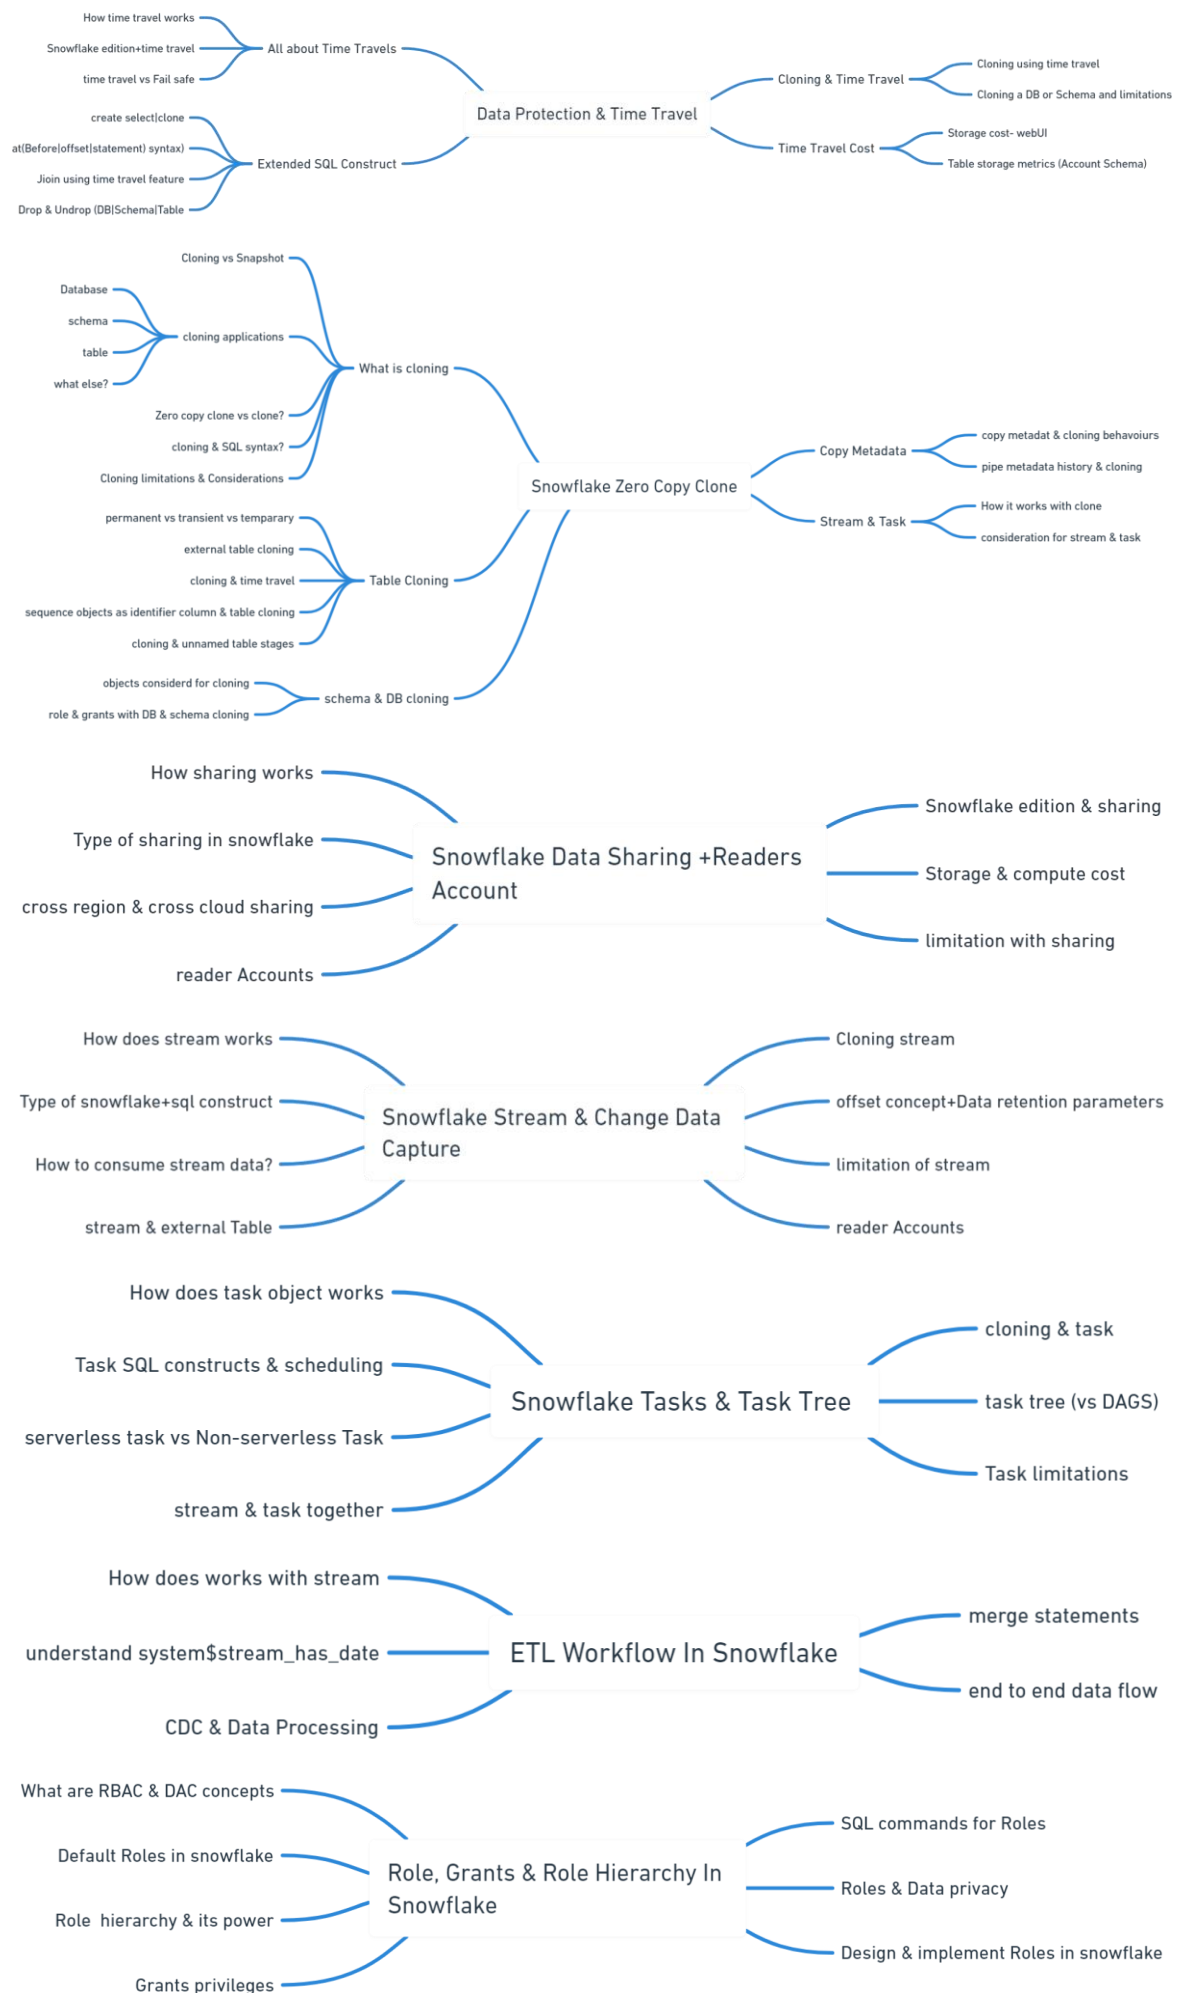 How time travel works
Snowflake edition+time travel
time travel vs Fail safe
All about Time Travels
create select|clone
at(Before|offset|statement) syntax)
Jioin using time travel feature
Drop & Undrop (DB|Schema|Table
Extended SQL Construct
Data Protection & Time Travel
Cloning & Time Travel
Cloning using time travel
Cloning a DB or Schema and limitations
Time Travel Cost
Storage cost- webUI
Table storage metrics (Account Schema)
Cloning vs Snapshot
Database
schema
table
what else?
cloning applications
Zero copy clone vs clone?
cloning & SQL syntax?
Cloning limitations & Considerations
What is cloning
permanent vs transient vs temparary
external table cloning
cloning & time travel
sequence objects as identifier column & table cloning
cloning & unnamed table stages
Table Cloning
objects considerd for cloning
role & grants with DB & schema cloning
schema & DB cloning
Snowflake Zero Copy Clone
Copy Metadata
copy metadat & cloning behavoiurs
pipe metadata history & cloning
Stream & Task
How it works with clone
consideration for stream & task
How sharing works
Type of sharing in snowflake
cross region & cross cloud sharing
reader Accounts
Snowflake Data Sharing +Readers
Account
Snowflake edition & sharing
Storage & compute cost
limitation with sharing
How does stream works
Type of snowflake+sql construct
How to consume stream data?
stream & external Table
Snowflake Stream & Change Data
Capture
Cloning stream
offset concept+Data retention parameters
limitation of stream
reader Accounts
How does task object works
Task SQL constructs & scheduling
serverless task vs Non-serverless Task
stream & task together
Snowflake Tasks & Task Tree
cloning & task
task tree (vs DAGS)
Task limitations
How does works with stream
understand system$stream_has_date
CDC & Data Processing
ETL Workflow In Snowflake
merge statements
end to end data flow
What are RBAC & DAC concepts
Default Roles in snowflake
Role hierarchy & its power
Grants privileges
Role, Grants & Role Hierarchy In
Snowflake
SQL commands for Roles
Roles & Data privacy
Design & implement Roles in snowflake